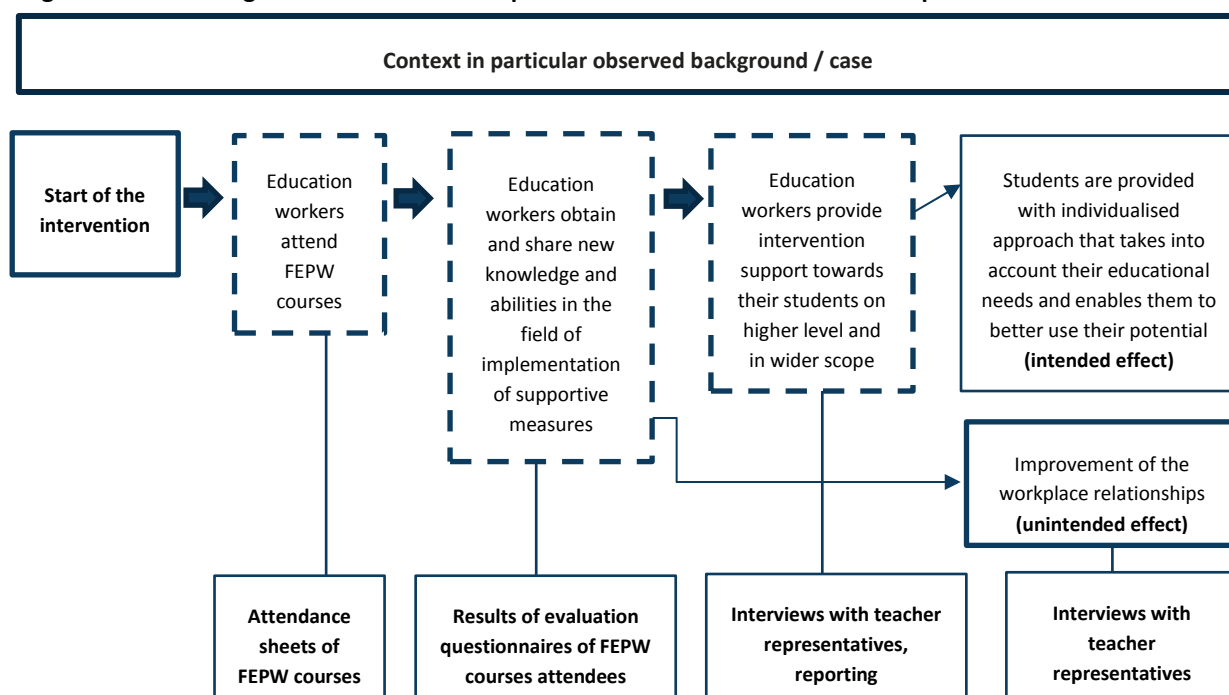 Context in particular observed background / case
Start of the
intervention
Education
workers
attend
FEPW
courses
Education
workers obtain
and share new
knowledge and
abilities in the
field of
implementation
of supportive
measures
Education
workers provide
intervention
support towards
their students on
higher level and
in wider scope
Students are provided
with individualised
approach that takes into
account their educational
needs and enables them to
better use their potential
(intended effect)
Improvement of the
workplace relationships
(unintended effect)
Attendance
sheets of
FEPW courses
Results of evaluation
questionnaires of FEPW
courses attendees
Interviews with teacher
representatives,
reporting
Interviews with
teacher
representatives